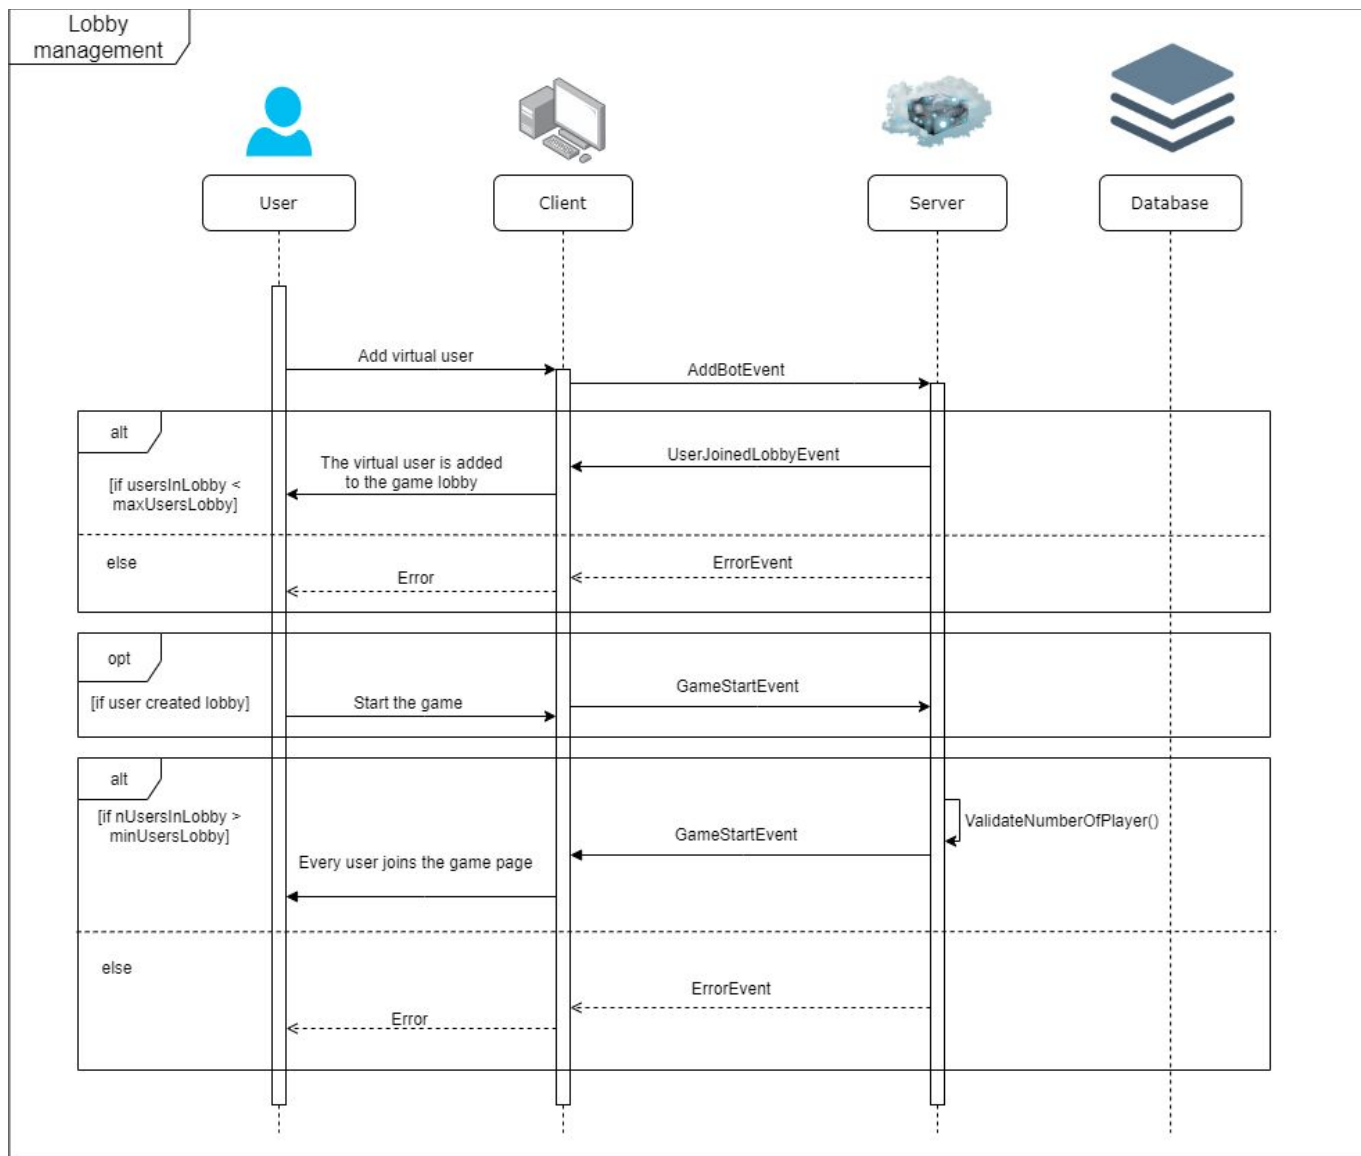 Lobby
management
User
Client
Server
Database
Add virtual user
AddBotEvent
alt
UserJoinedLobbyEvent
The virtual user is added
to the game lobby
[if usersInLobby <
maxUsersLobby]
else
ErrorEvent
Error
opt
[if user created lobby]
Start the game
GameStartEvent
alt
[if nUsersInLobby >
minUsersLobby]
ValidateNumberOfPlayer()
GameStartEvent
Every user joins the game page
else
ErrorEvent
Error